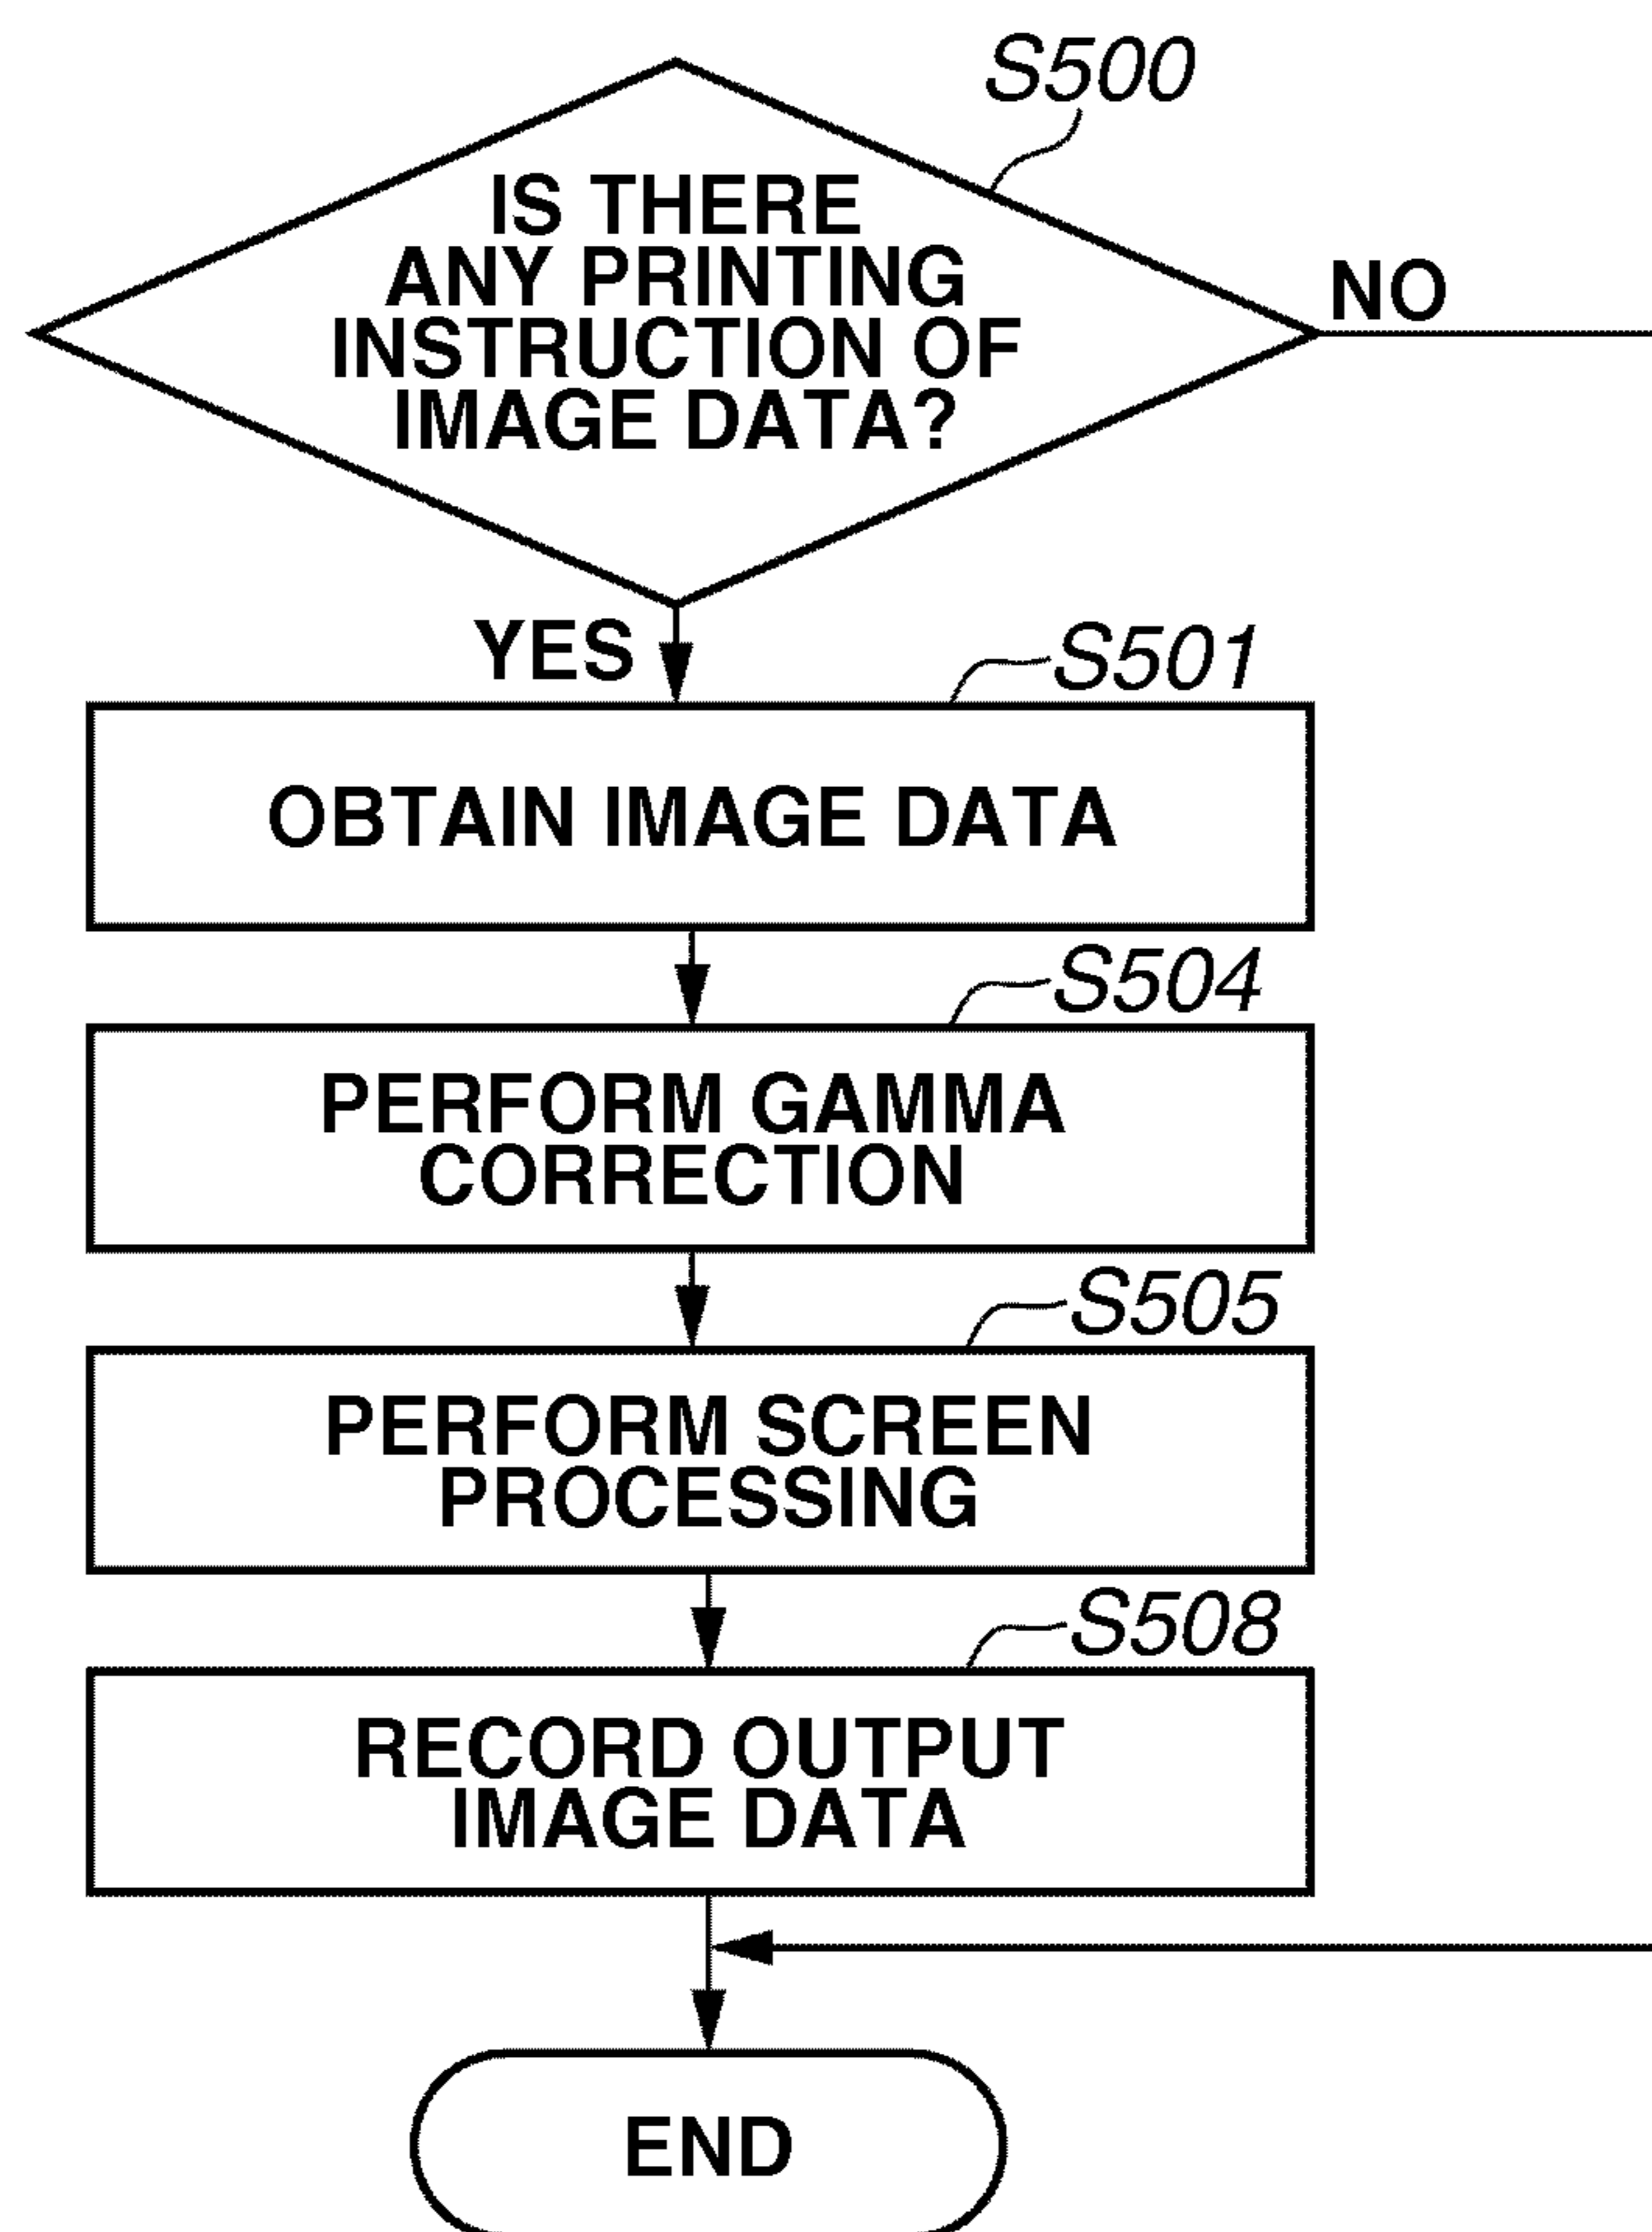 S500
IS THERE
ANY PRINTING
INSTRUCTION OF
IMAGE DATA?
NO
YES
S501
OBTAIN IMAGE DATA
S504
PERFORM GAMMA
CORRECTION
S505
PERFORM SCREEN
PROCESSING
S508
RECORD OUTPUT
IMAGE DATA
END